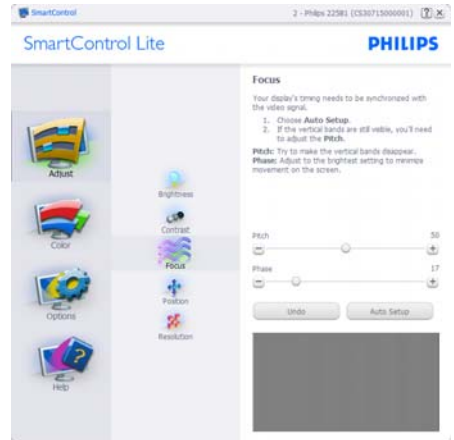 SmartControl
2 - Philips 225B1 (CS30715000001)
SmartControl Lite
PHILIPS
Adjust
Color
Options
Help
Brightness
Contrast
Focus
Position
Resolution
Focus
Your display's timing needs to be synchronized with
the video signal.
1. Choose Auto Setup.
2. If the vertical bands are still visible, you'll need
to adjust the Pitch.
Pitch: Try to make the vertical bands disappear.
Phase: Adjust to the brightest setting to minimize
movement on the screen.
Pitch 50
Phase 17
Undo
Auto Setup